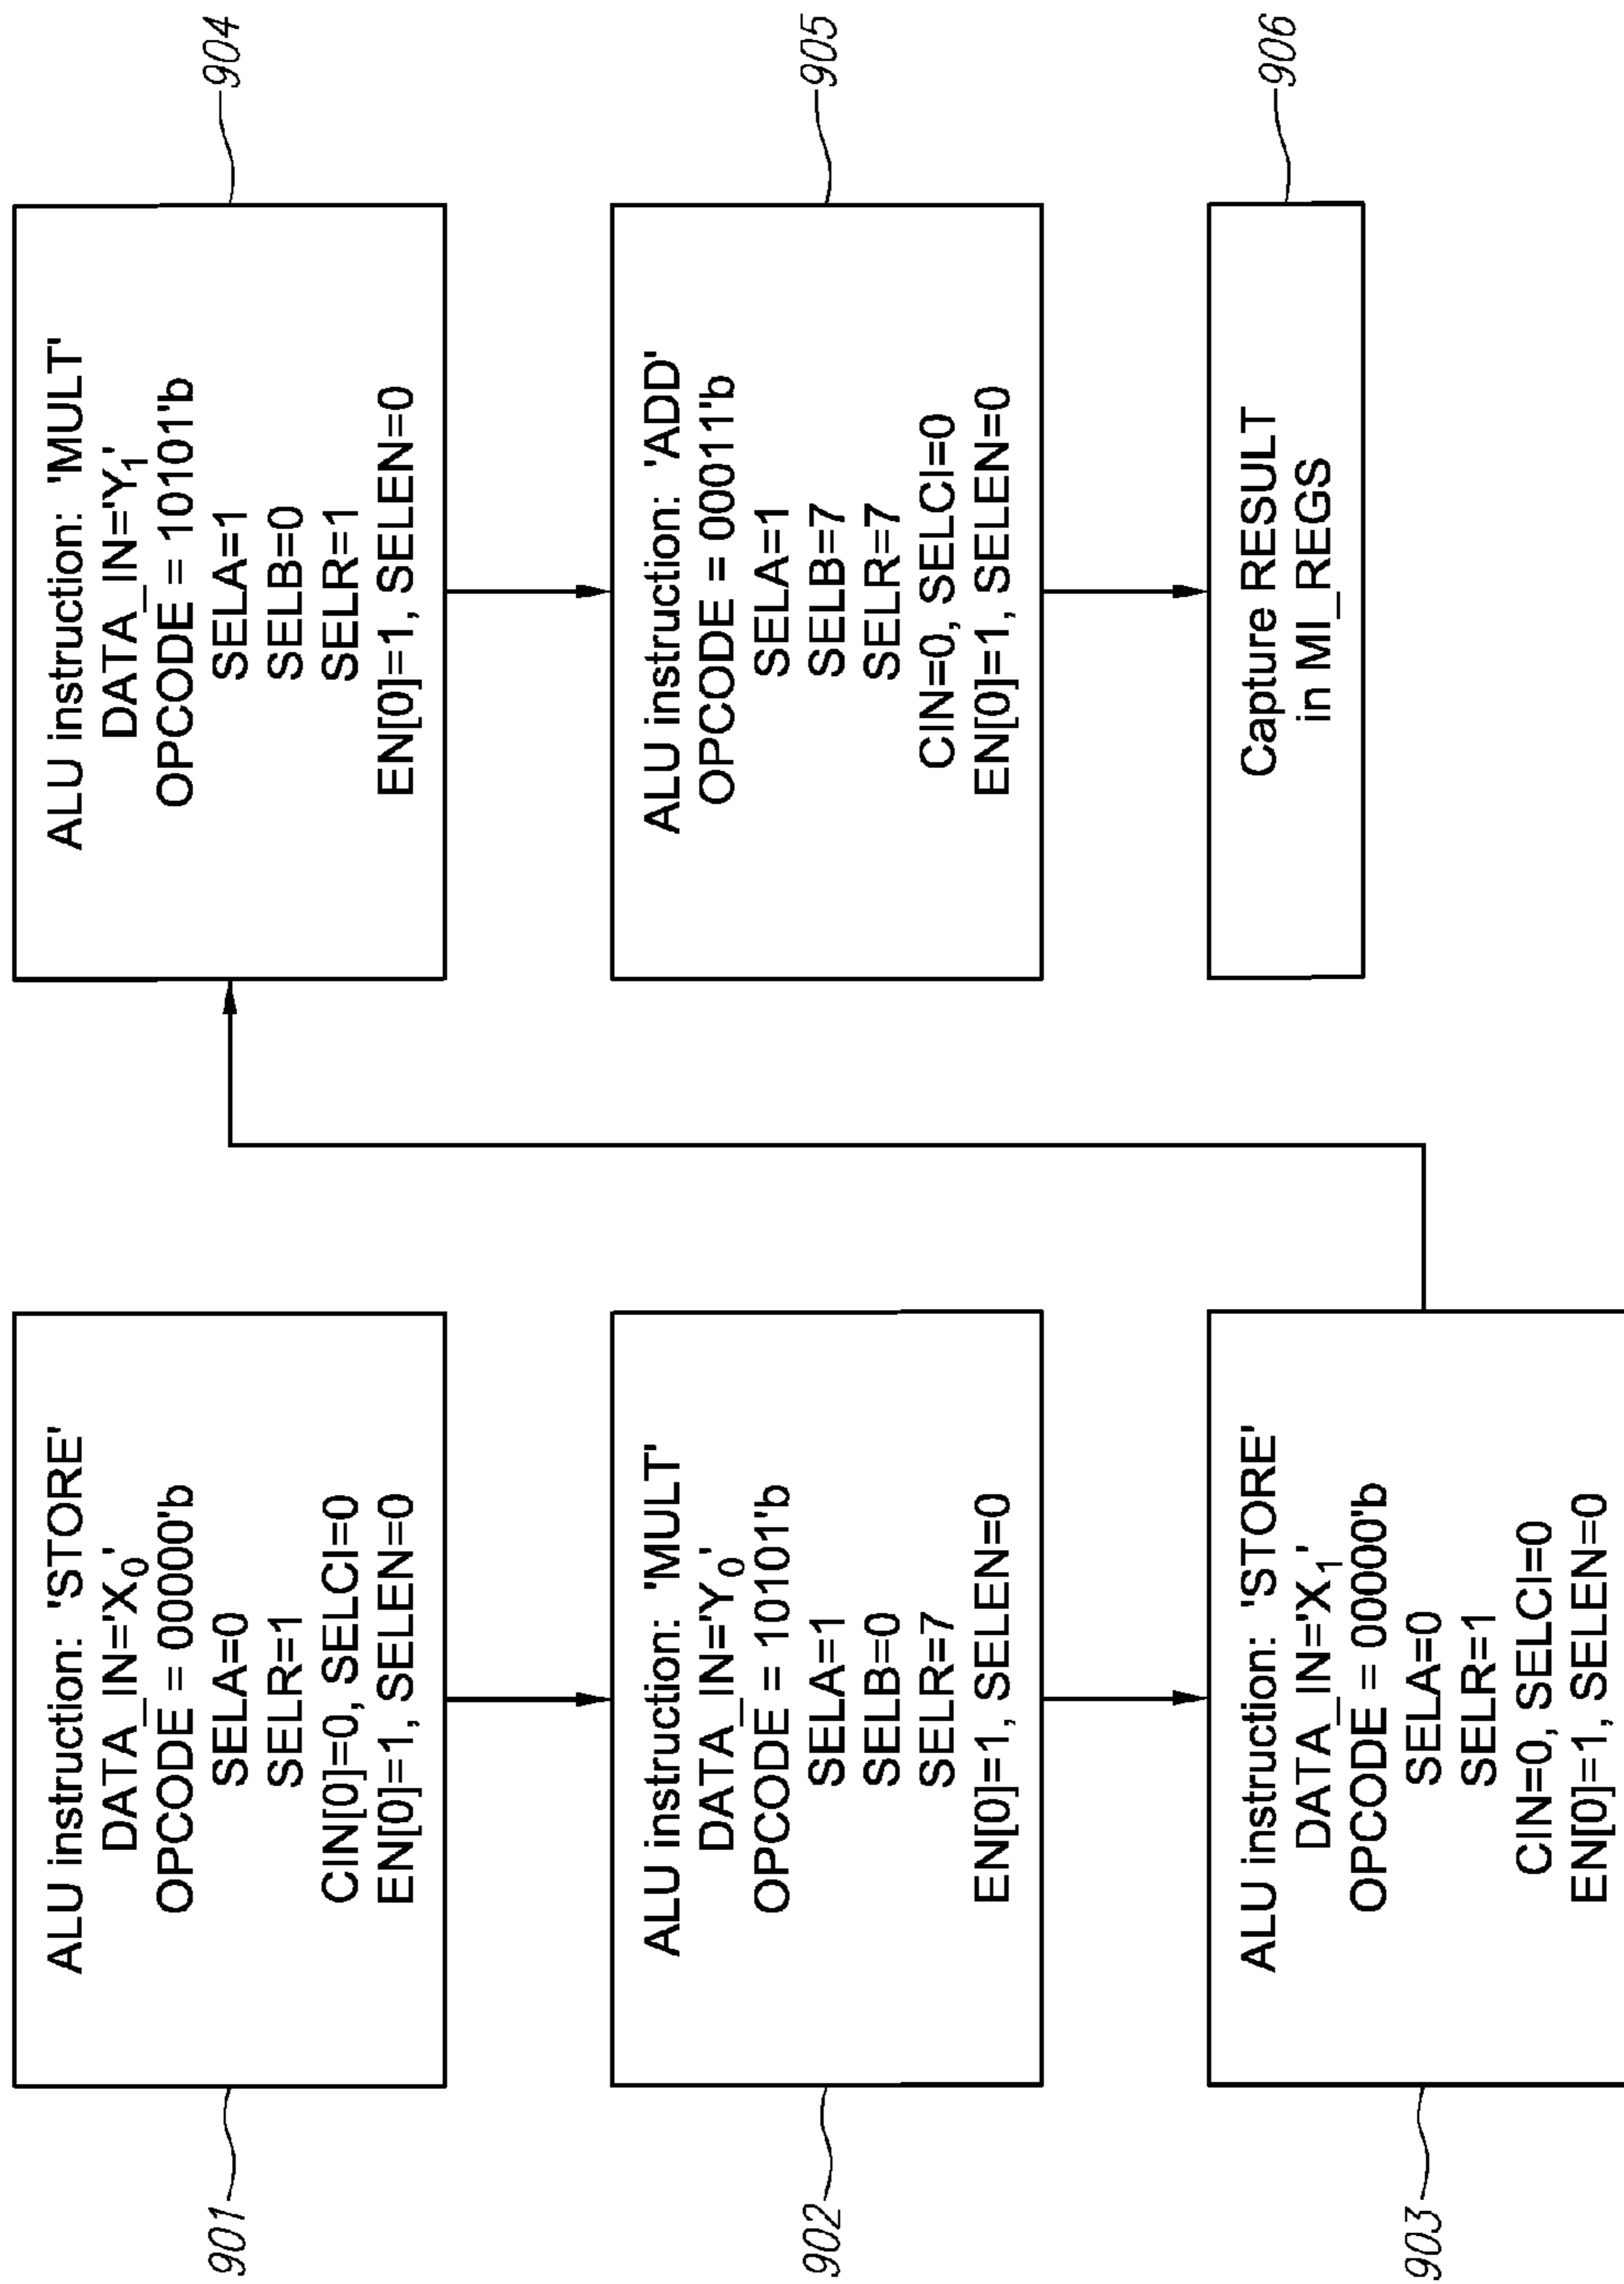 901
ALU instruction: 'STORE'
DATA_IN='X₀'
OPCODE = 00000'b
SELA=0
SELR=1
CIN[0]=0, SELCI=0
EN[0]=1, SELEN=0
902
ALU instruction: 'MULT'
DATA_IN='Y₀'
OPCODE = 10101'b
SELA=1
SELB=0
SELR=7
EN[0]=1, SELEN=0
903
ALU instruction: 'STORE'
DATA_IN='X₁'
OPCODE = 00000'b
SELA=0
SELR=1
CIN=0, SELCI=0
EN[0]=1, SELEN=0
904
ALU instruction: 'MULT'
DATA_IN='Y₁'
OPCODE = 10101'b
SELA=1
SELB=0
SELR=1
EN[0]=1, SELEN=0
905
ALU instruction: 'ADD'
OPCODE = 00011'b
SELA=1
SELB=7
SELR=7
CIN=0, SELCI=0
EN[0]=1, SELEN=0
906
Capture RESULT
in MI_REGS